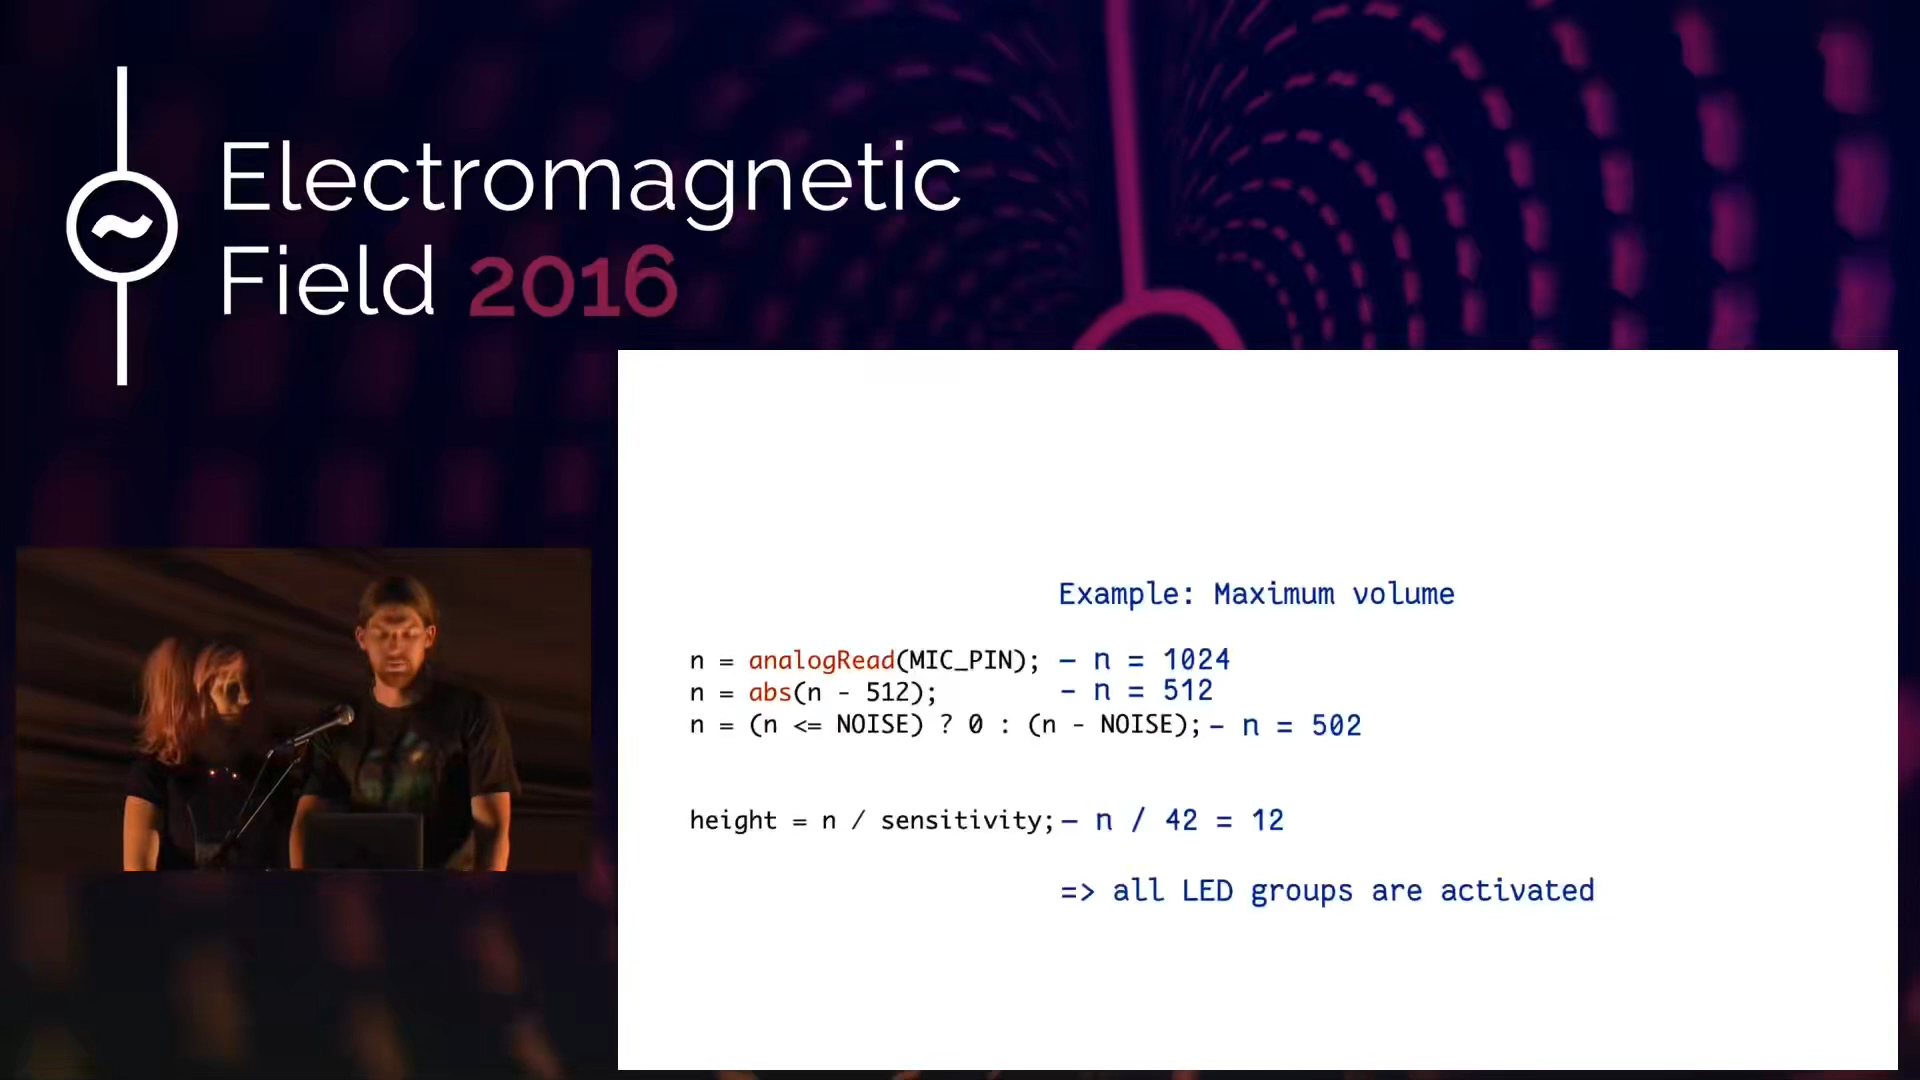 Electromagnetic
Field 2016
Example: Maximum volume
n = analogRead(MIC_PIN); – n = 1024
n = abs(n - 512); – n = 512
n = (n <= NOISE) ? 0 : (n - NOISE); – n = 502
height = n / sensitivity; – n / 42 = 12
=> all LED groups are activated